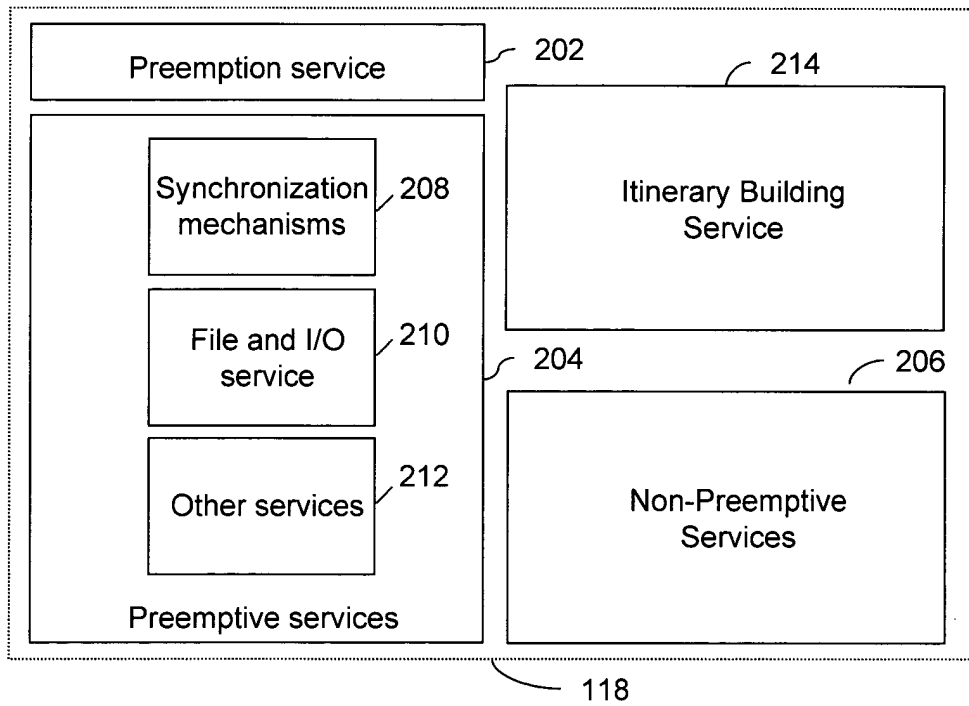 Preemption service
202
214
Synchronization
mechanisms
208
Itinerary Building
Service
File and I/O
service
210
204
206
Other services
212
Non-Preemptive
Services
Preemptive services
118